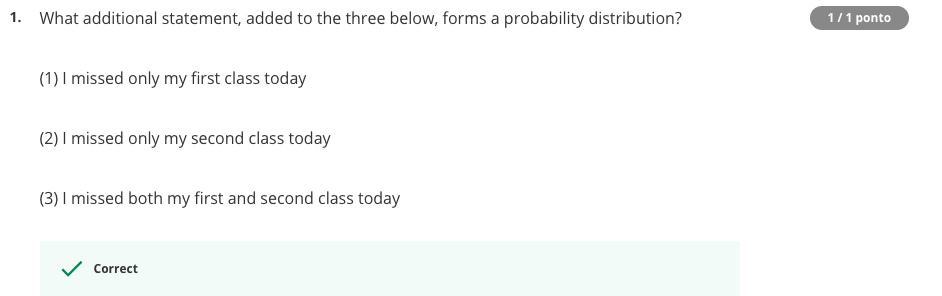 1. What additional statement, added to the three below, forms a probability distribution?
1 / 1 ponto
(1) I missed only my first class today
(2) I missed only my second class today
(3) I missed both my first and second class today
Correct